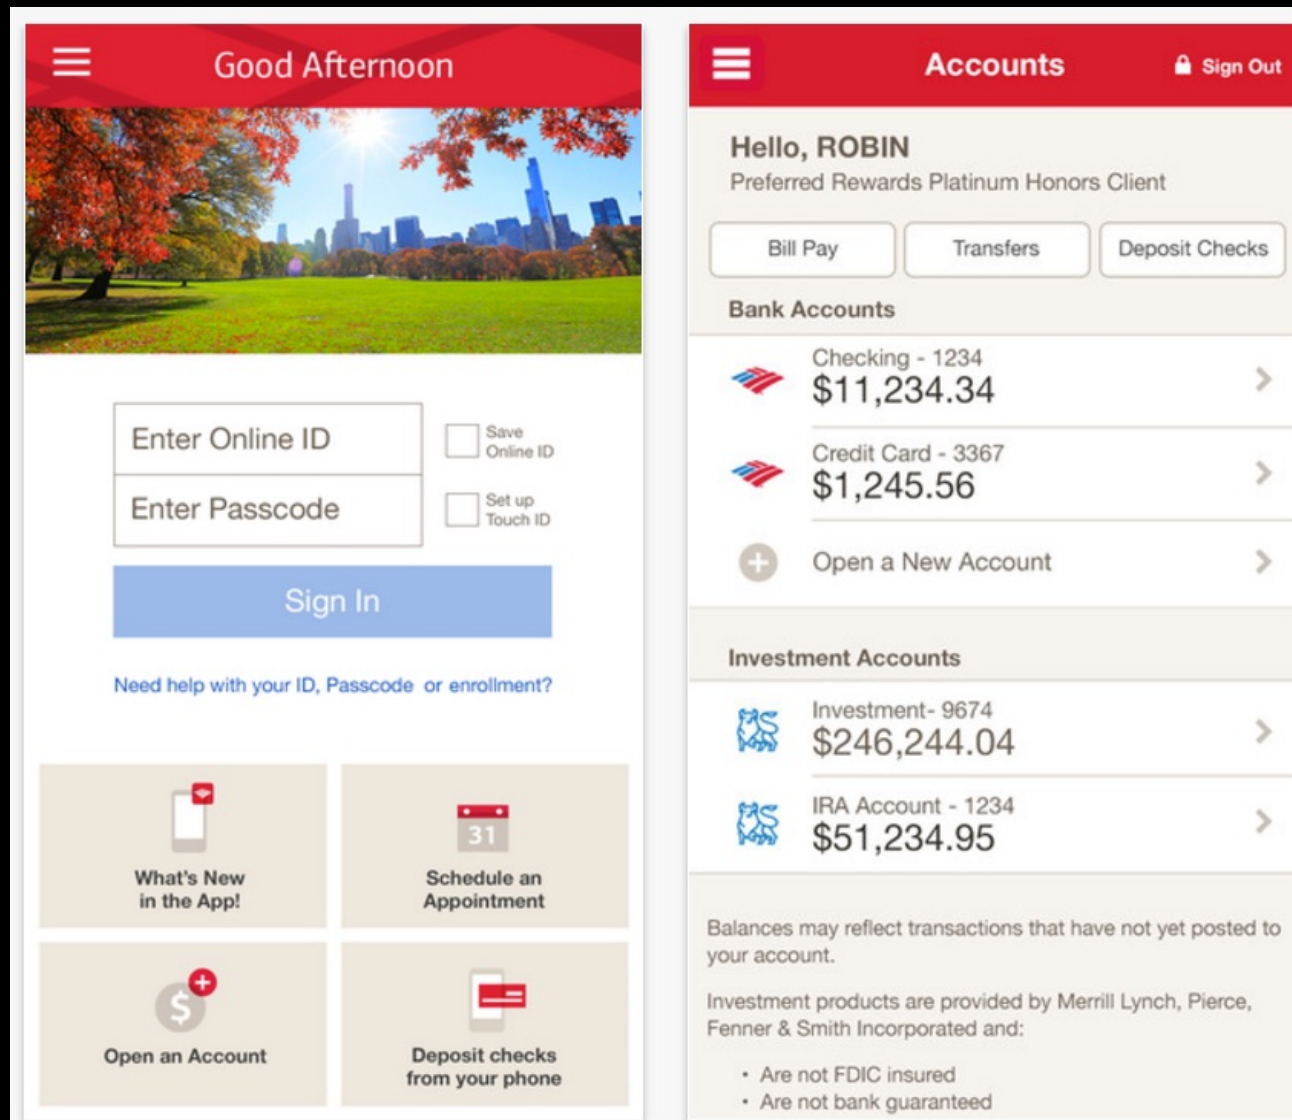 Good Afternoon
Enter Online ID
Save
Online ID
Enter Passcode
Set up
Touch ID
Sign In
Need help with your ID, Passcode or enrollment?
What's New
in the App!
31
Schedule an
Appointment
$
Open an Account
Deposit checks
from your phone
Accounts
Sign Out
Hello, ROBIN
Preferred Rewards Platinum Honors Client
Bill Pay
Transfers
Deposit Checks
Bank Accounts
Checking - 1234
$11,234.34
Credit Card - 3367
$1,245.56
Open a New Account
Investment Accounts
Investment- 9674
$246,244.04
IRA Account - 1234
$51,234.95
Balances may reflect transactions that have not yet posted to
your account.
Investment products are provided by Merrill Lynch, Pierce,
Fenner & Smith Incorporated and:
• Are not FDIC insured
• Are not bank guaranteed